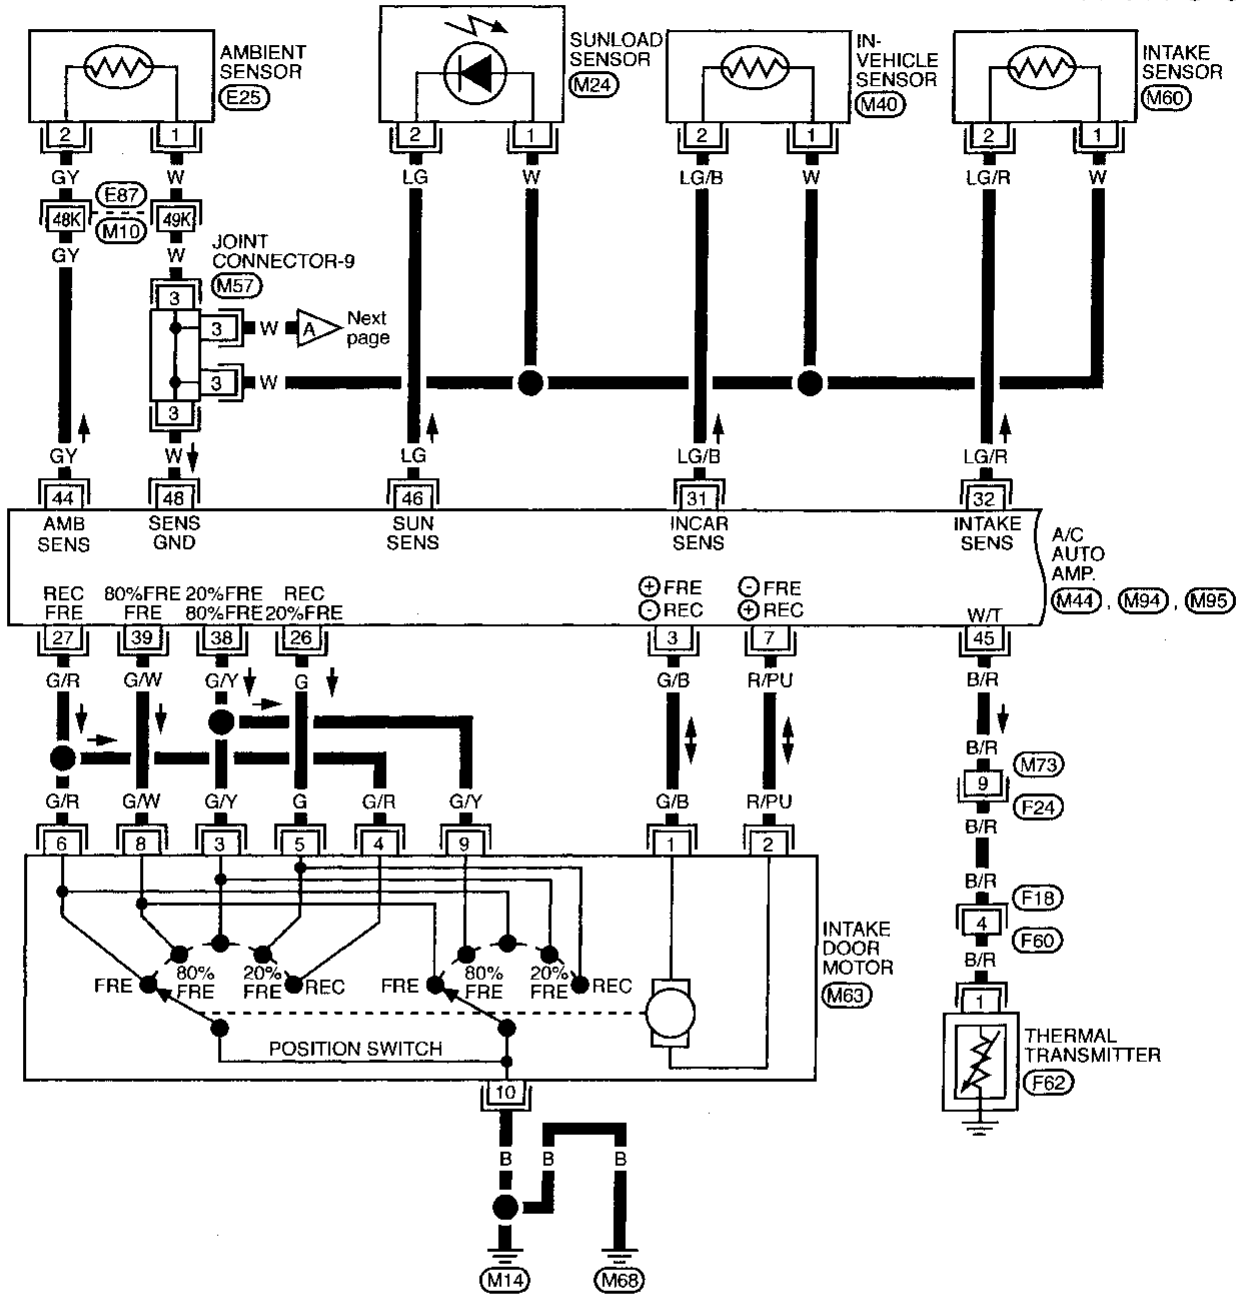 AMBIENT
SENSOR
E25
SUNLOAD
SENSOR
M24
IN-
VEHICLE
SENSOR
M40
INTAKE
SENSOR
M60
2 1 2 1 2 1 2 1
GY W LG W LG/B W LG/R W
E87
48K 49K
M10
GY W
JOINT
CONNECTOR-9
M57
3
3 W A Next
page
3 W
3
GY W LG LG/B LG/R
44 48 46 31 32
AMB
SENS
SENS
GND
SUN
SENS
INCAR
SENS
INTAKE
SENS
A/C
AUTO
AMP.
M44 , M94 , M95
REC
FRE
80%FRE
FRE
20%FRE
80%FRE
REC
20%FRE
+ FRE
- REC
- FRE
+ REC
W/T
27 39 38 26 3 7 45
G/R G/W G/Y G G/B R/PU B/R
B/R
M73
9
F24
G/R G/W G/Y G G/R G/Y G/B R/PU
B/R
6 8 3 5 4 9 1 2
B/R
F18
4
F60
B/R
INTAKE
DOOR
MOTOR
M63
FRE
80%
FRE
20%
FRE
REC
FRE
80%
FRE
20%
FRE
REC
1
POSITION SWITCH
THERMAL
TRANSMITTER
F62
10
B B B
M14 M68